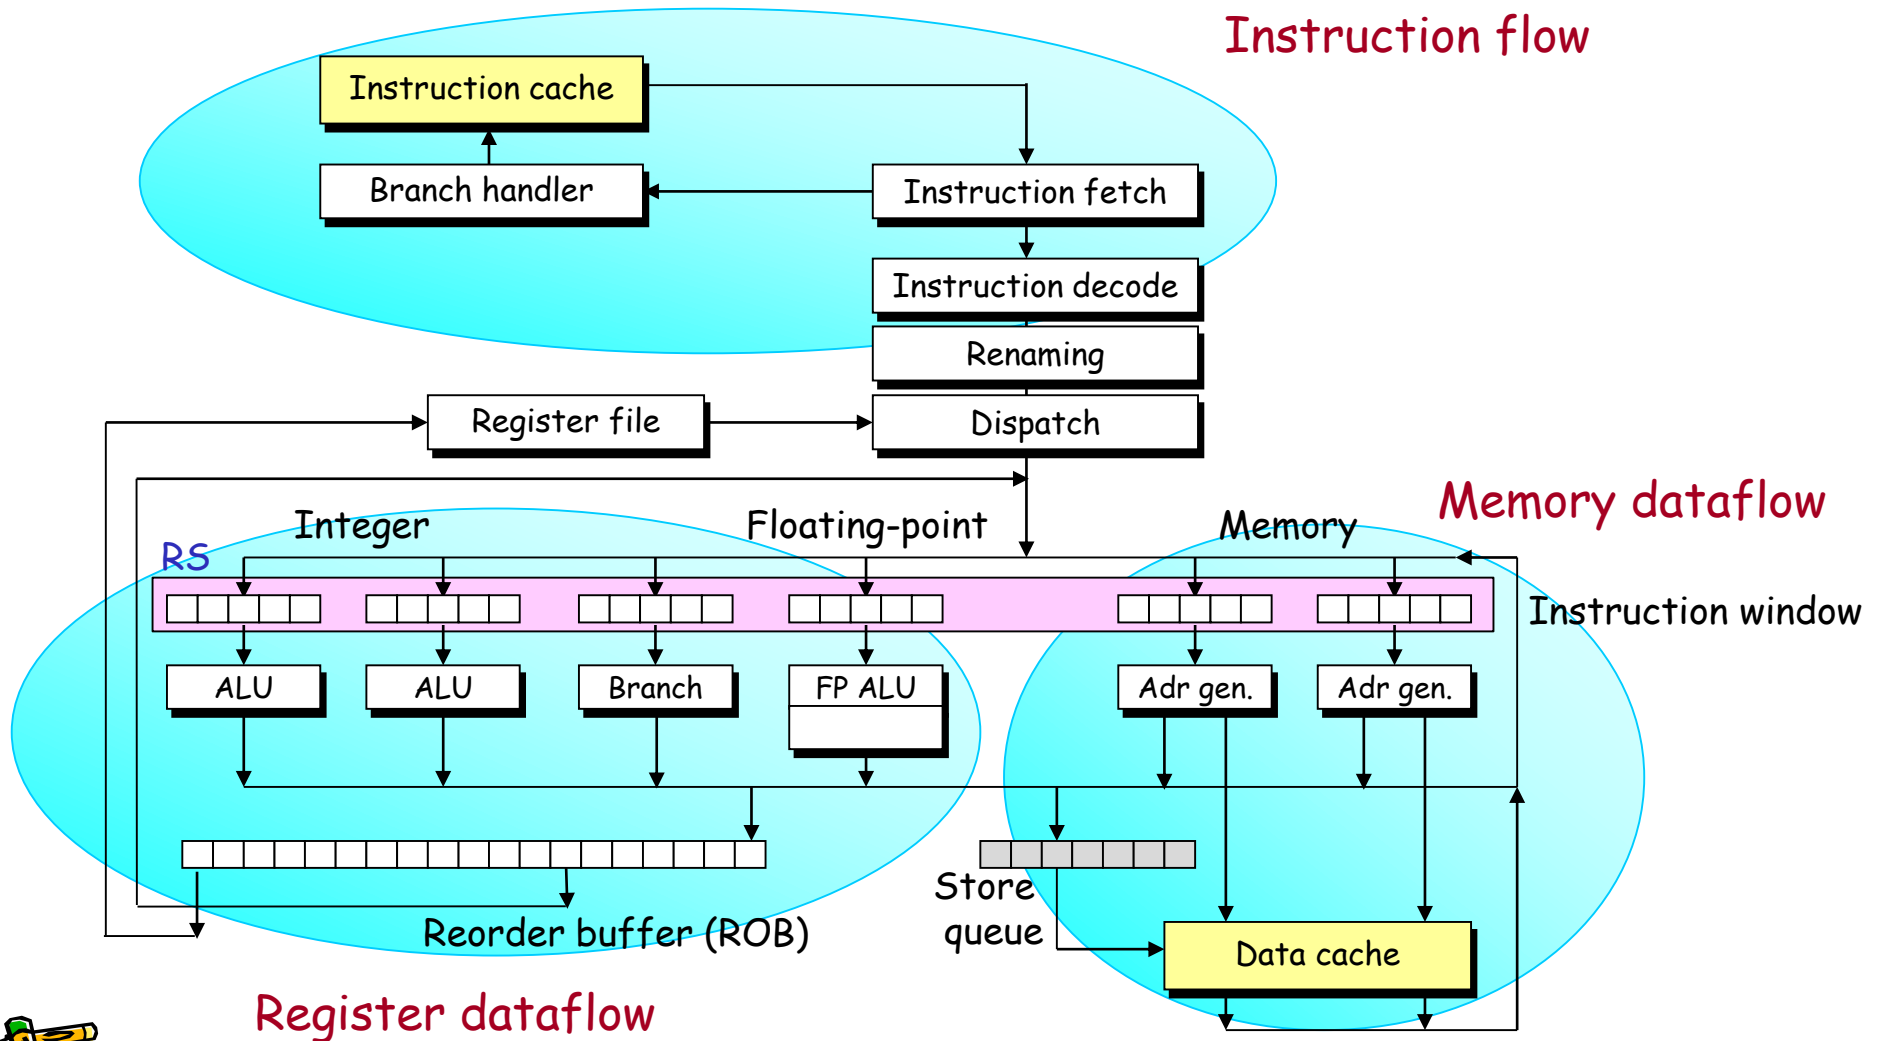 Instruction flow
Instruction cache
Branch handler
Instruction fetch
Instruction decode
Renaming
Register file
Dispatch
Memory dataflow
Integer
Floating-point
Memory
RS
Instruction window
ALU
ALU
Branch
FP ALU
Adr gen.
Adr gen.
Store
queue
Reorder buffer (ROB)
Data cache
Register dataflow